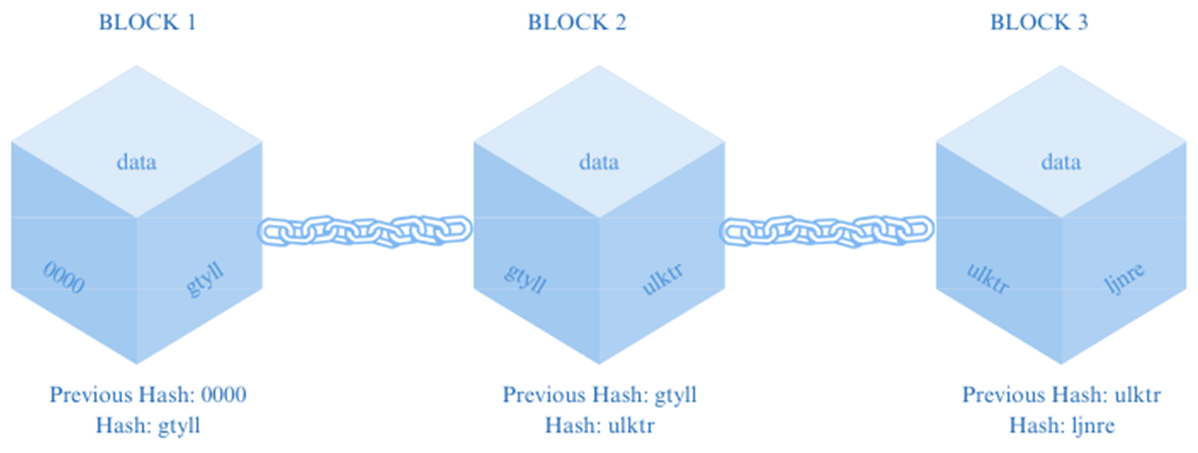 BLOCK 1
BLOCK 2
BLOCK 3
data
data
data
0000
gtyll
gtyll
ulktr
ulktr
ljnre
Previous Hash: 0000
Hash: gtyll
Previous Hash: gtyll
Hash: ulktr
Previous Hash: ulktr
Hash: ljnre